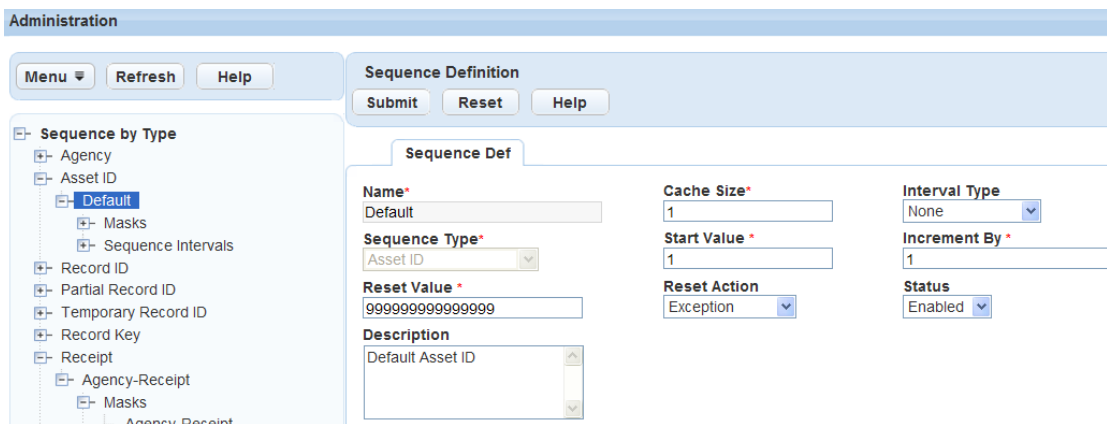 Administration
Menu Refresh Help
Sequence by Type
Agency
Asset ID
Default
Masks
Sequence Intervals
Record ID
Partial Record ID
Temporary Record ID
Record Key
Receipt
Agency-Receipt
Masks
Agency-Receipt
Sequence Definition
Submit Reset Help
Sequence Def
Name* Cache Size* Interval Type
Default 1 None
Sequence Type* Start Value * Increment By *
Asset ID 1 1
Reset Value * Reset Action Status
999999999999999 Exception Enabled
Description
Default Asset ID